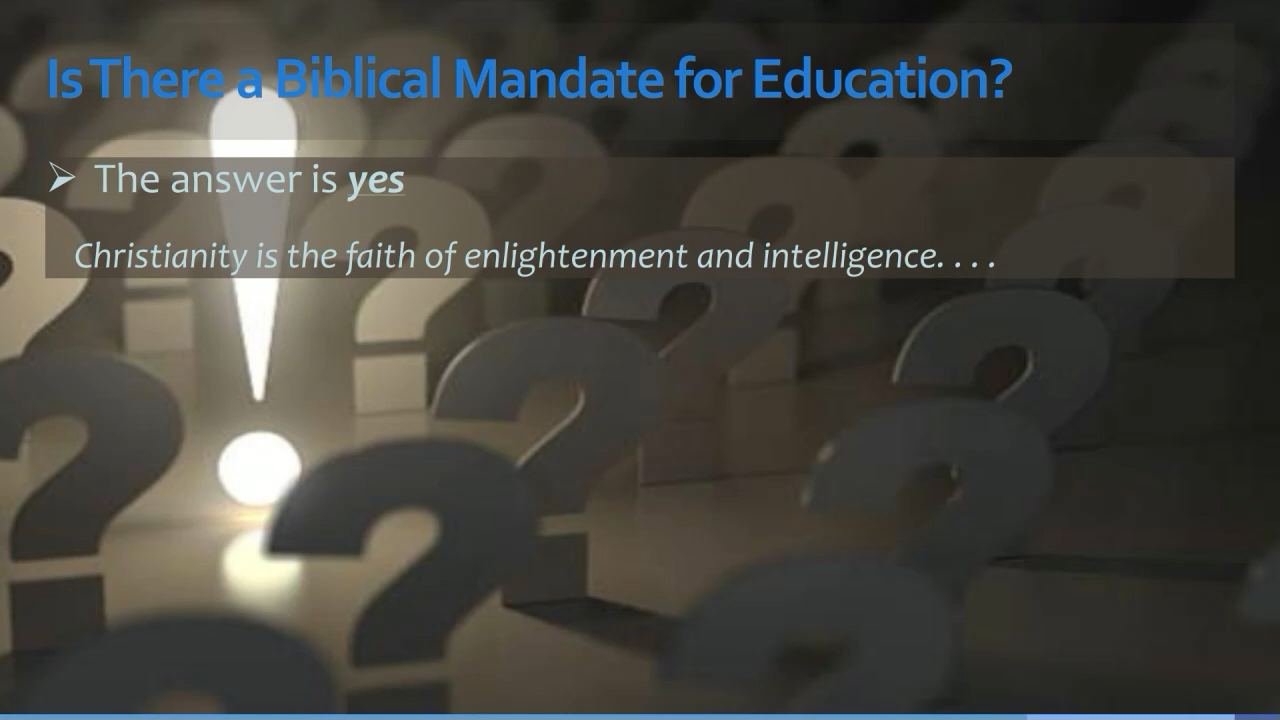 Is There a Biblical Mandate for Education?
➢ The answer is yes
Christianity is the faith of enlightenment and intelligence. . . .